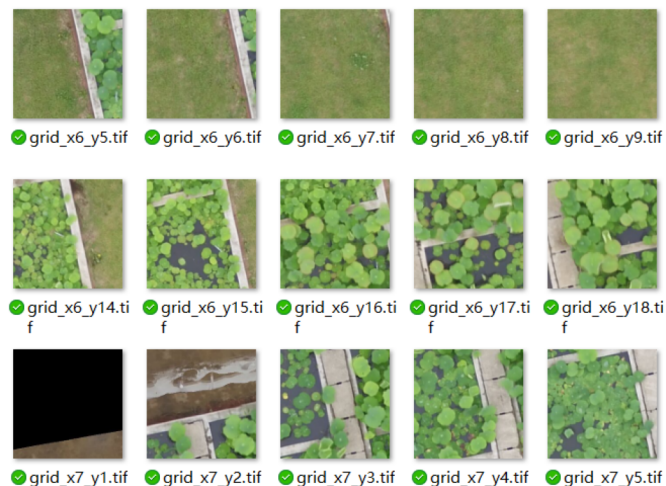 grid_x6_y5.tif
grid_x6_y6.tif
grid_x6_y7.tif
grid_x6_y8.tif
grid_x6_y9.tif
grid_x6_y14.ti
f
grid_x6_y15.ti
f
grid_x6_y16.ti
f
grid_x6_y17.ti
f
grid_x6_y18.ti
f
grid_x7_y1.tif
grid_x7_y2.tif
grid_x7_y3.tif
grid_x7_y4.tif
grid_x7_y5.tif